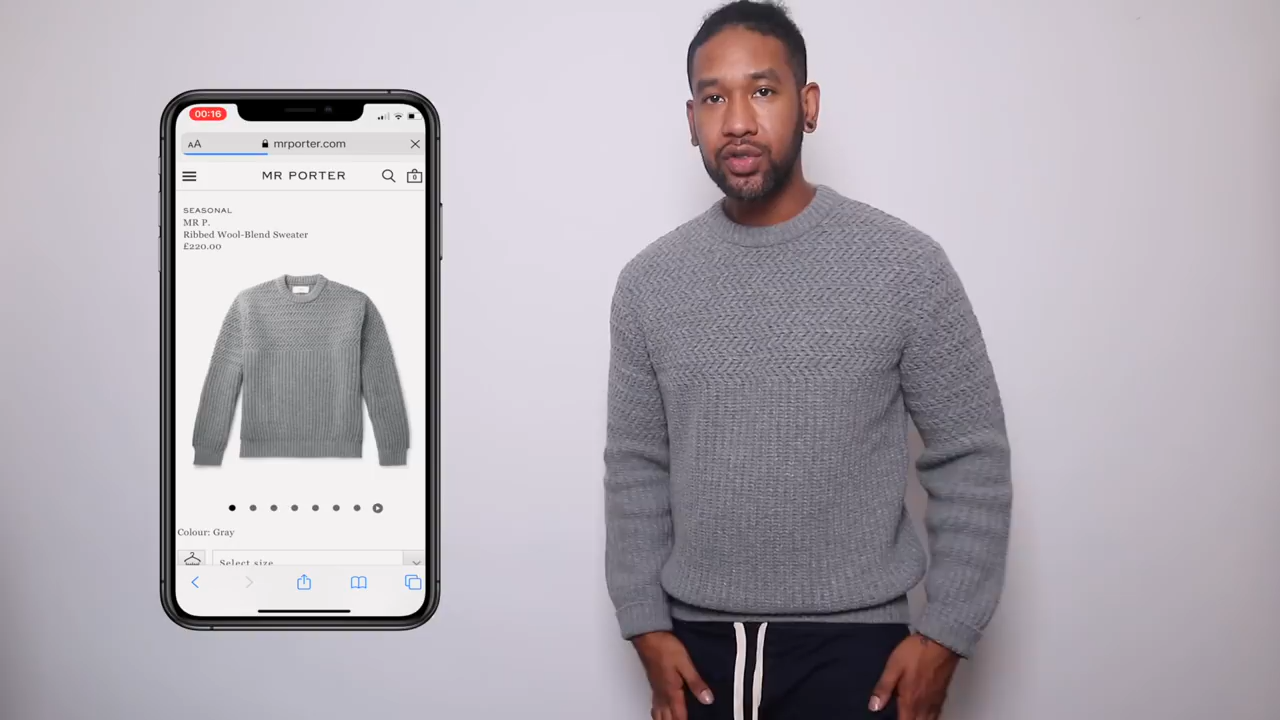 00:16
AA mrporter.com
MR PORTER
0
SEASONAL
MR P.
Ribbed Wool-Blend Sweater
£220.00
Colour: Gray
Select size